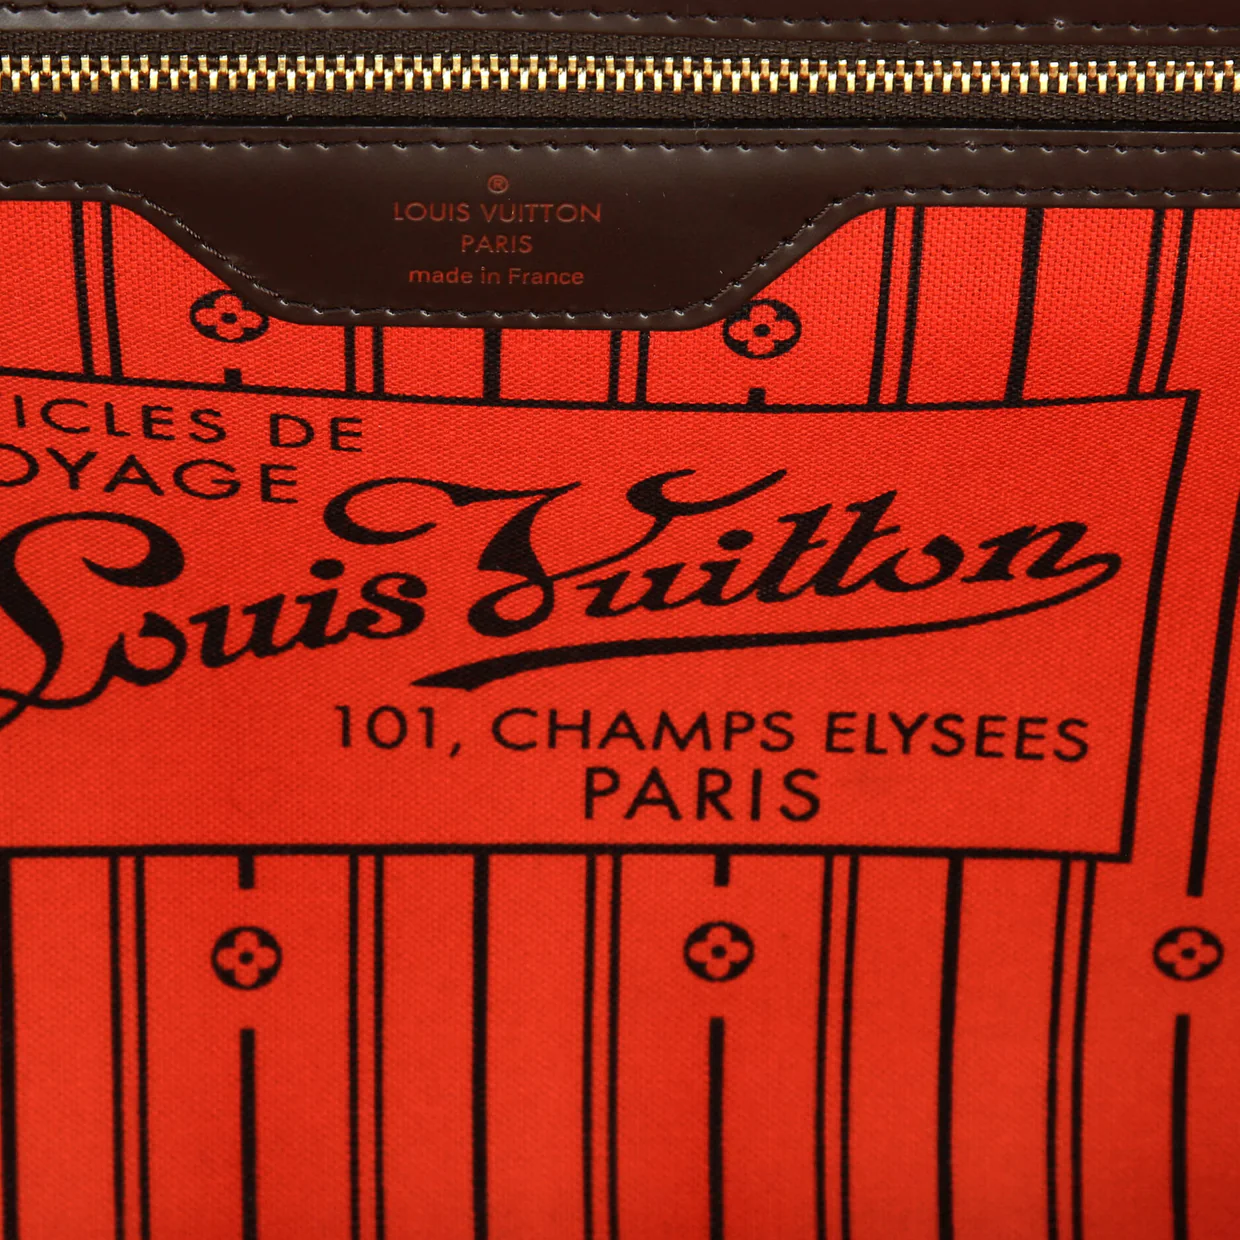 ®
LOUIS VUITTON
PARIS
made in France
ICLES DE
OYAGE
Louis Vuitton
101, CHAMPS ELYSEES
PARIS